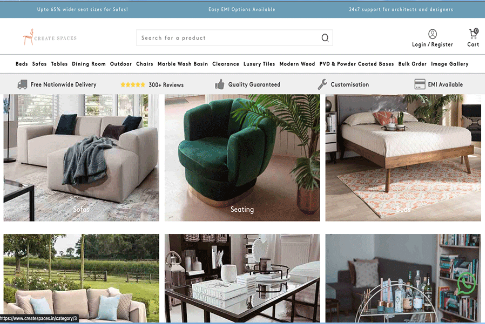 Upto 65% wider vent sizes for Sofas!
Easy EMI Options Available
24x7 support for architects and designers
CREATE SPACES
Search for a product
Login / Register
0
Cart
Beds Sofas Tables Dining Room Outdoor Chairs Marble Wash Basin Clearance Luxury Tiles Modern Wood PVD & Powder Coated Bases Bulk Order Image Gallery
Free Nationwide Delivery
300+ Reviews
Quality Guaranteed
Customisation
EMI Available
Sofas
Seating
https://www.createspaces.in/category/3